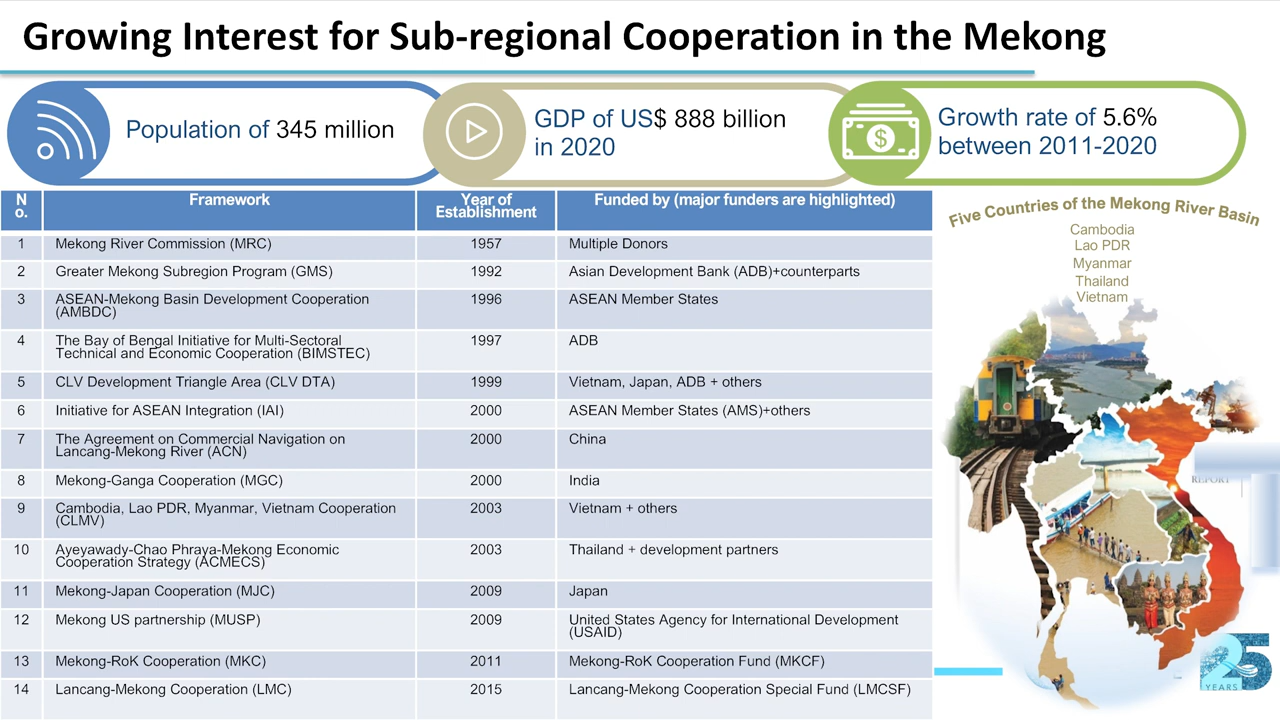 Growing Interest for Sub-regional Cooperation in the Mekong
Population of 345 million
GDP of US$ 888 billion
in 2020
Growth rate of 5.6%
between 2011-2020
N
o.
Framework
Year of
Establishment
Funded by (major funders are highlighted)
1 Mekong River Commission (MRC) 1957 Multiple Donors
2 Greater Mekong Subregion Program (GMS) 1992 Asian Development Bank (ADB)+counterparts
3 ASEAN-Mekong Basin Development Cooperation 1996 ASEAN Member States
(AMBDC)
4 The Bay of Bengal Initiative for Multi-Sectoral 1997 ADB
Technical and Economic Cooperation (BIMSTEC)
5 CLV Development Triangle Area (CLV DTA) 1999 Vietnam, Japan, ADB + others
6 Initiative for ASEAN Integration (IAI) 2000 ASEAN Member States (AMS)+others
7 The Agreement on Commercial Navigation on 2000 China
Lancang-Mekong River (ACN)
8 Mekong-Ganga Cooperation (MGC) 2000 India
9 Cambodia, Lao PDR, Myanmar, Vietnam Cooperation 2003 Vietnam + others
(CLMV)
10 Ayeyawady-Chao Phraya-Mekong Economic 2003 Thailand + development partners
Cooperation Strategy (ACMECS)
11 Mekong-Japan Cooperation (MJC) 2009 Japan
12 Mekong US partnership (MUSP) 2009 United States Agency for International Development
(USAID)
13 Mekong-RoK Cooperation (MKC) 2011 Mekong-RoK Cooperation Fund (MKCF)
14 Lancang-Mekong Cooperation (LMC) 2015 Lancang-Mekong Cooperation Special Fund (LMCSF)
Five Countries of the Mekong River Basin
Cambodia
Lao PDR
Myanmar
Thailand
Vietnam
REPORT
25
YEARS